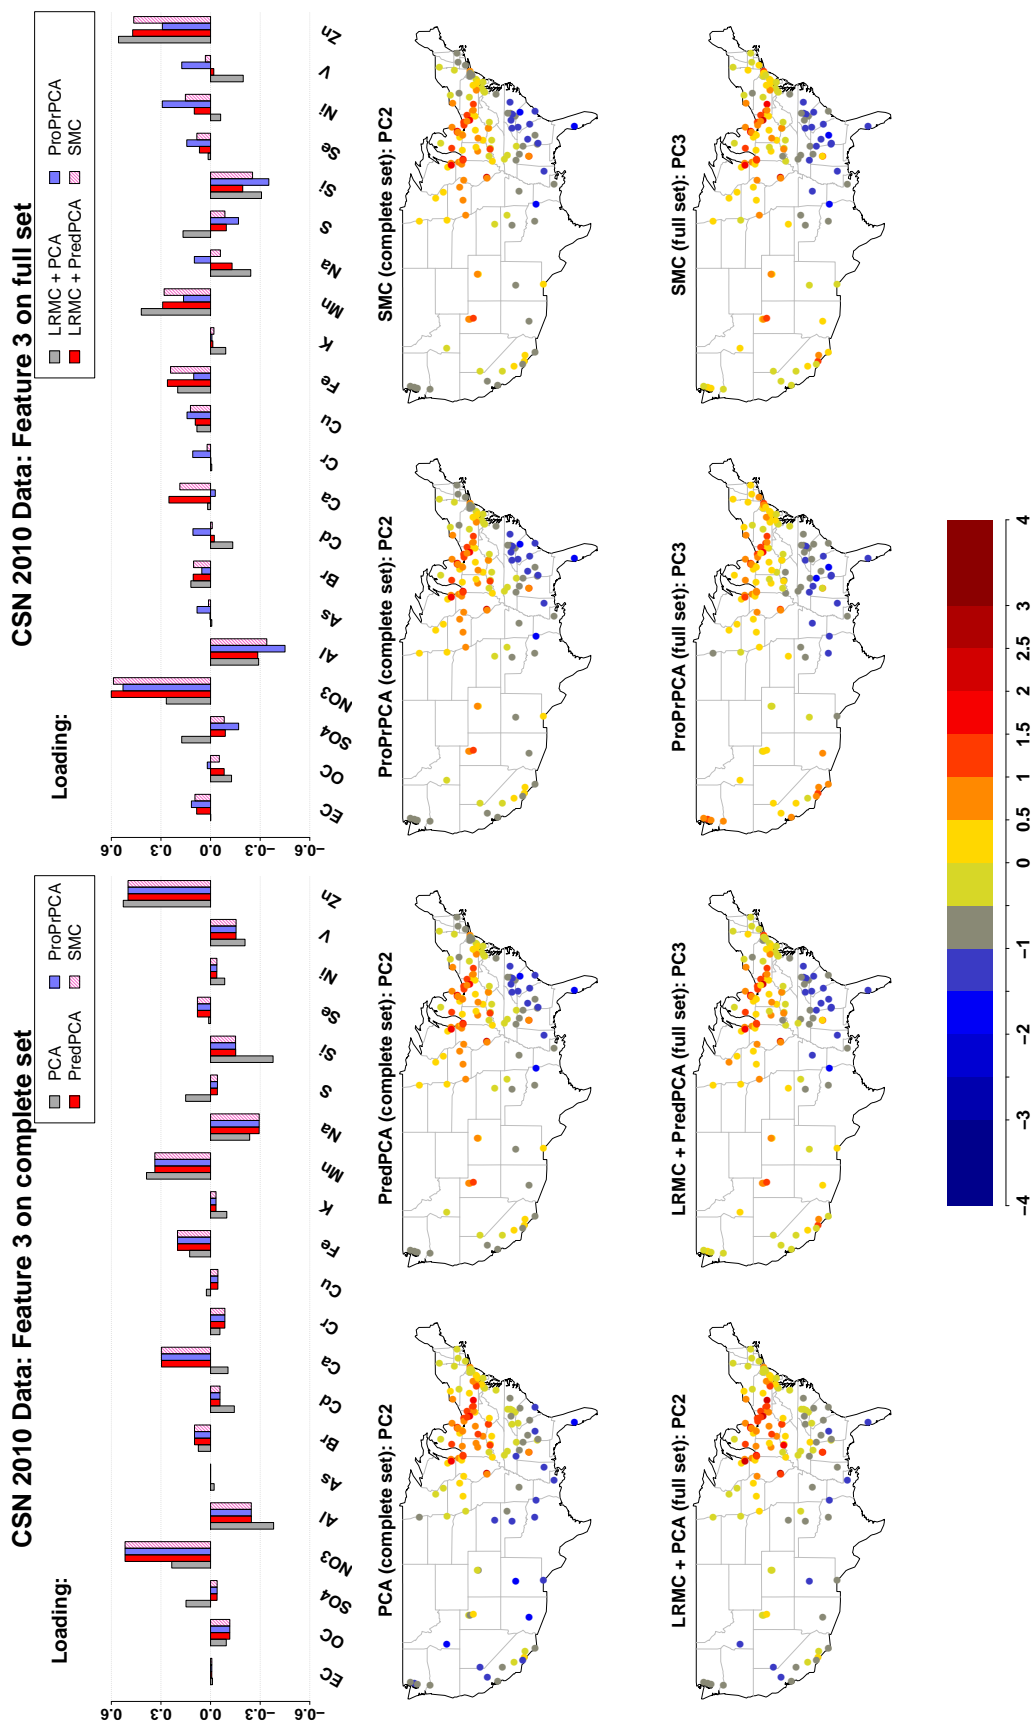 CSN 2010 Data: Feature 3 on complete set
Loading:
PCA
PredPCA
ProPrPCA
SMC
0.6
0.3
0.0
−0.3
−0.6
EC
OC
SO4
NO3
Al
As
Br
Cd
Ca
Cr
Cu
Fe
K
Mn
Na
S
Si
Se
Ni
V
Zn
CSN 2010 Data: Feature 3 on full set
Loading:
LRMC + PCA
LRMC + PredPCA
ProPrPCA
SMC
0.6
0.3
0.0
−0.3
−0.6
EC
OC
SO4
NO3
Al
As
Br
Cd
Ca
Cr
Cu
Fe
K
Mn
Na
S
Si
Se
Ni
V
Zn
PCA (complete set): PC2
PredPCA (complete set): PC2
ProPrPCA (complete set): PC2
SMC (complete set): PC2
LRMC + PCA (full set): PC2
LRMC + PredPCA (full set): PC3
ProPrPCA (full set): PC3
SMC (full set): PC3
−4
−3
−2
−1
0
0.5
1
1.5
2
3
4